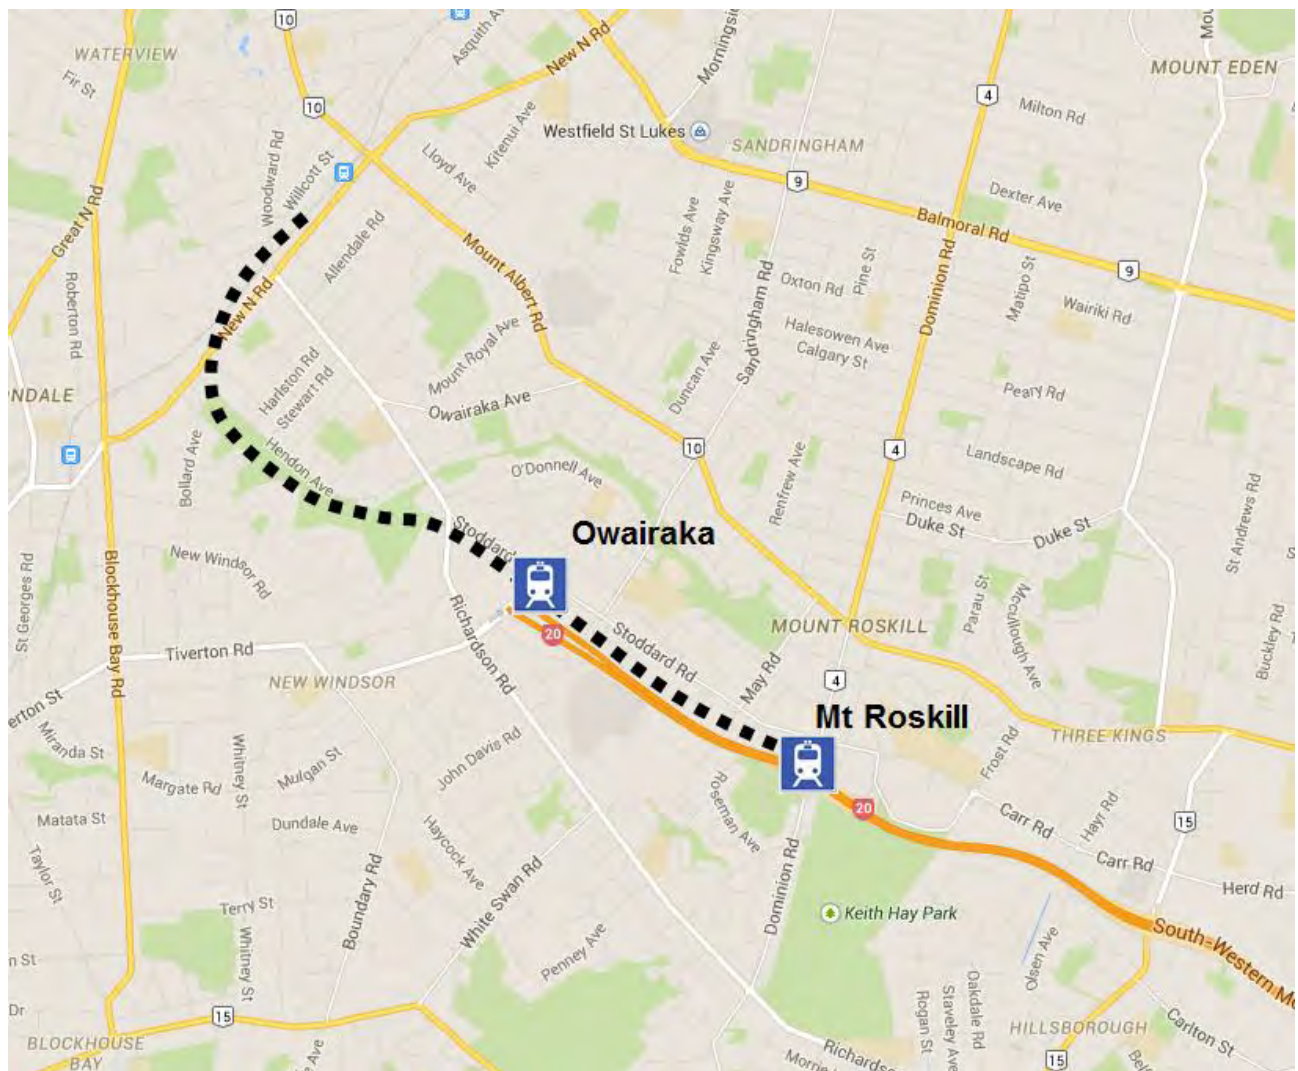 WATERVIEW
Fir St
10
Asquith Av
New N Rd
Morningsid
Mou
4
MOUNT EDEN
10
Milton Rd
Westfield St Lukes
SANDRINGHAM
Woodward Rd
Willcott St
Lloyd Ave
Kitenui Ave
9
Dexter Ave
Great N Rd
Allendale Rd
Mount Albert Rd
Fowlds Ave
Kingsway Ave
Balmoral Rd
Roberton Rd
New N Rd
Sandringham Rd
Oxton Rd
Pine St
Dominion Rd
Matipo St
9
Wairiki Rd
Halesowen Ave
Calgary St
Mount Royal Ave
Harlston Rd
Stewart Rd
Duncan Ave
NDALE
Owairaka Ave
Peary Rd
Bollard Ave
Hendon Ave
O'Donnell Ave
10
4
Renfrew Ave
Landscape Rd
Princes Ave
Duke St
Duke St
St Andrews Rd
Stoddard
Owairaka
New Windsor Rd
St Georges Rd
Blockhouse Bay Rd
Richardson Rd
20
Stoddard Rd
MOUNT ROSKILL
Parau St
Mccullough Ave
Buckley Rd
Tiverton Rd
NEW WINDSOR
May Rd
4
erton St
Mt Roskill
THREE KINGS
Miranda St
Whitney St
Mulgan St
John Davis Rd
Frost Rd
Margate Rd
Roseman Ave
20
Carr Rd
Hayr Rd
15
Matata St
Dundale Ave
Haycock Ave
Carr Rd
Herd Rd
Taylor St
Boundary Rd
White Swan Rd
Dominion Rd
Terry St
Keith Hay Park
South-Western Mo
n St
Whitney St
Penney Ave
Olsen Ave
Dr
15
Rogan St
Staveley Ave
Oakdale Rd
HILLSBOROUGH
Carlton St
BLOCKHOUSE
BAY
e Ave
Morrie
Richards
15
Bel